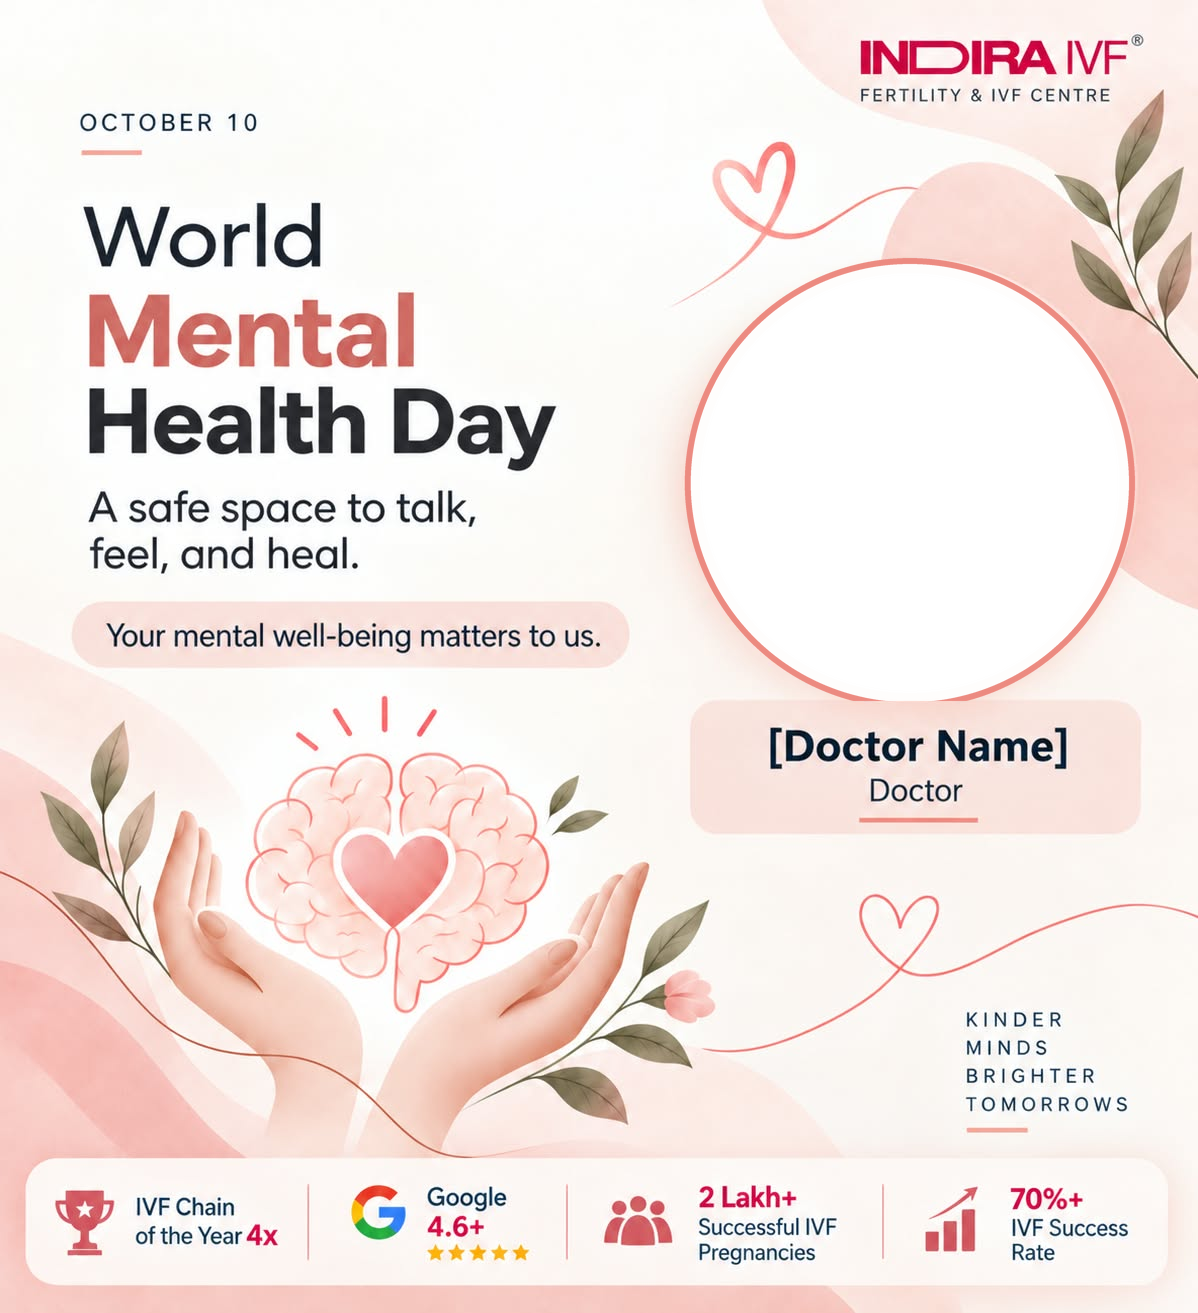 INDIRA IVF®
FERTILITY & IVF CENTRE
OCTOBER 10
World
Mental
Health Day
A safe space to talk,
feel, and heal.
Your mental well-being matters to us.
[Doctor Name]
Doctor
KINDER
MINDS
BRIGHTER
TOMORROWS
IVF Chain
of the Year 4x
Google
4.6+
2 Lakh+
Successful IVF
Pregnancies
70%+
IVF Success
Rate